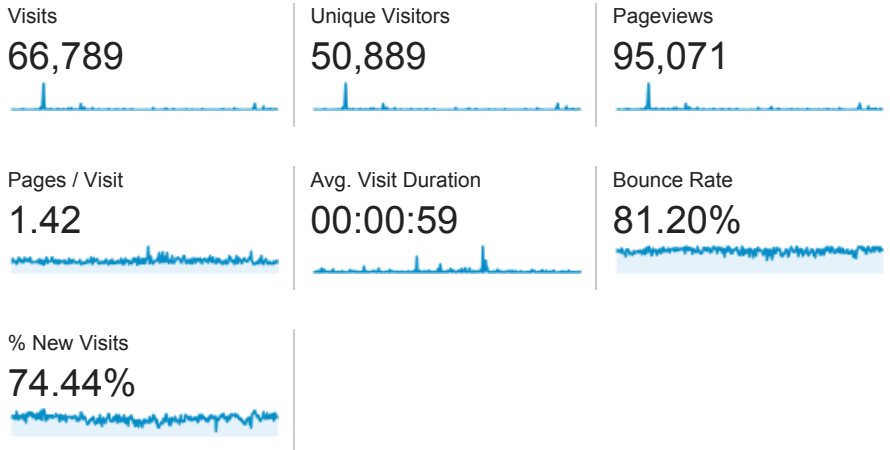 Visits
66,789
Unique Visitors
50,889
Pageviews
95,071
Pages / Visit
1.42
Avg. Visit Duration
00:00:59
Bounce Rate
81.20%
% New Visits
74.44%